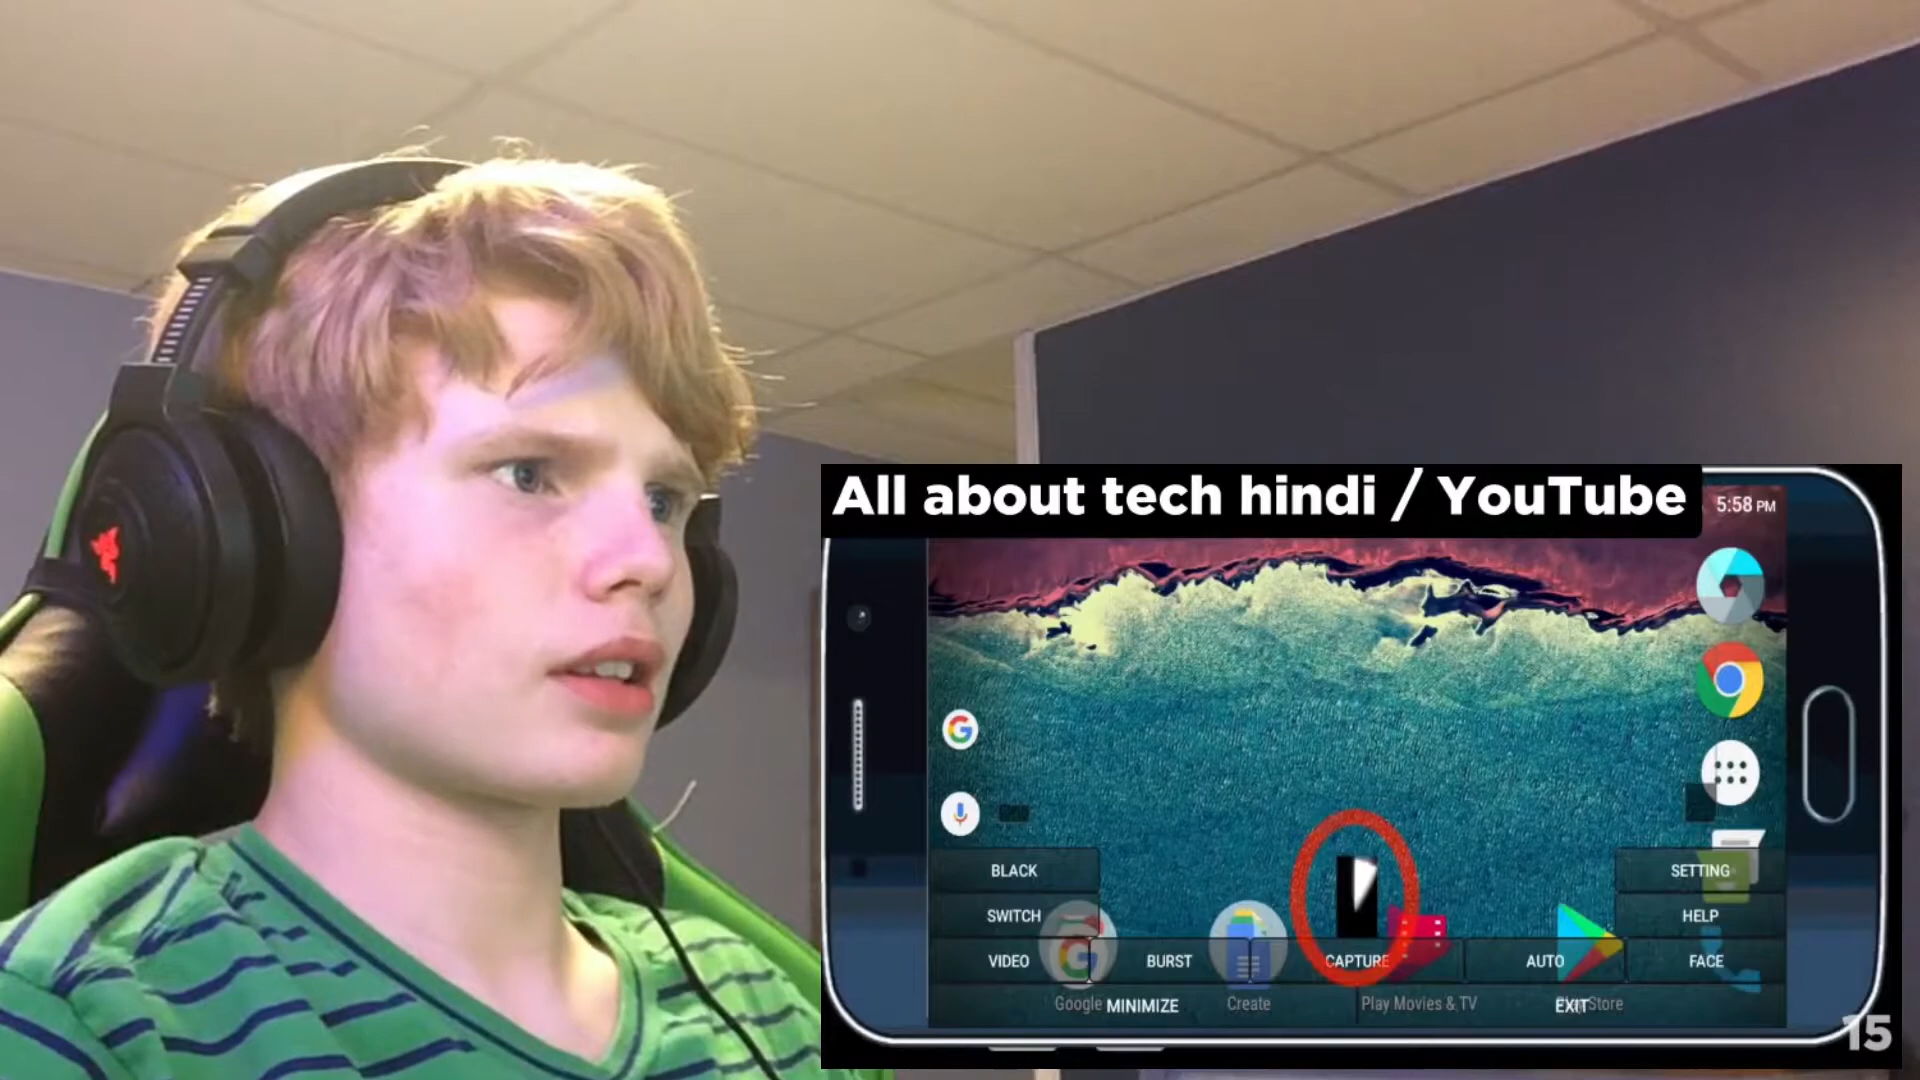 All about tech hindi / YouTube
5:58 PM
BLACK
SETTING
SWITCH
HELP
VIDEO
BURST
CAPTURE
AUTO
FACE
Google
MINIMIZE
Create
Play Movies & TV
EXIT
Store
15